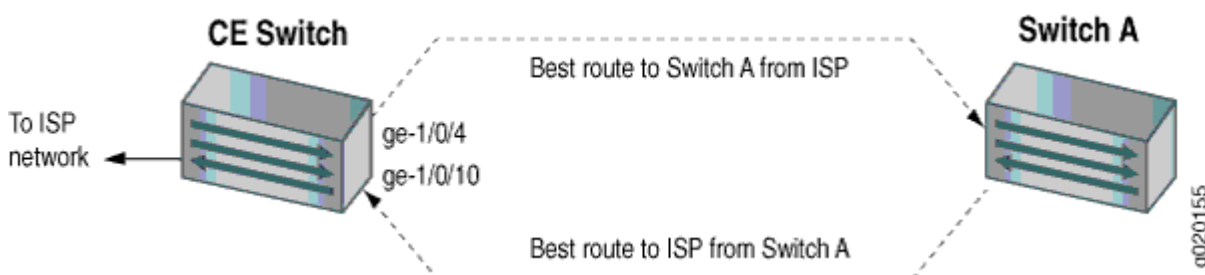 CE Switch
Switch A
Best route to Switch A from ISP
To ISP
network
ge-1/0/4
ge-1/0/10
Best route to ISP from Switch A
g020155